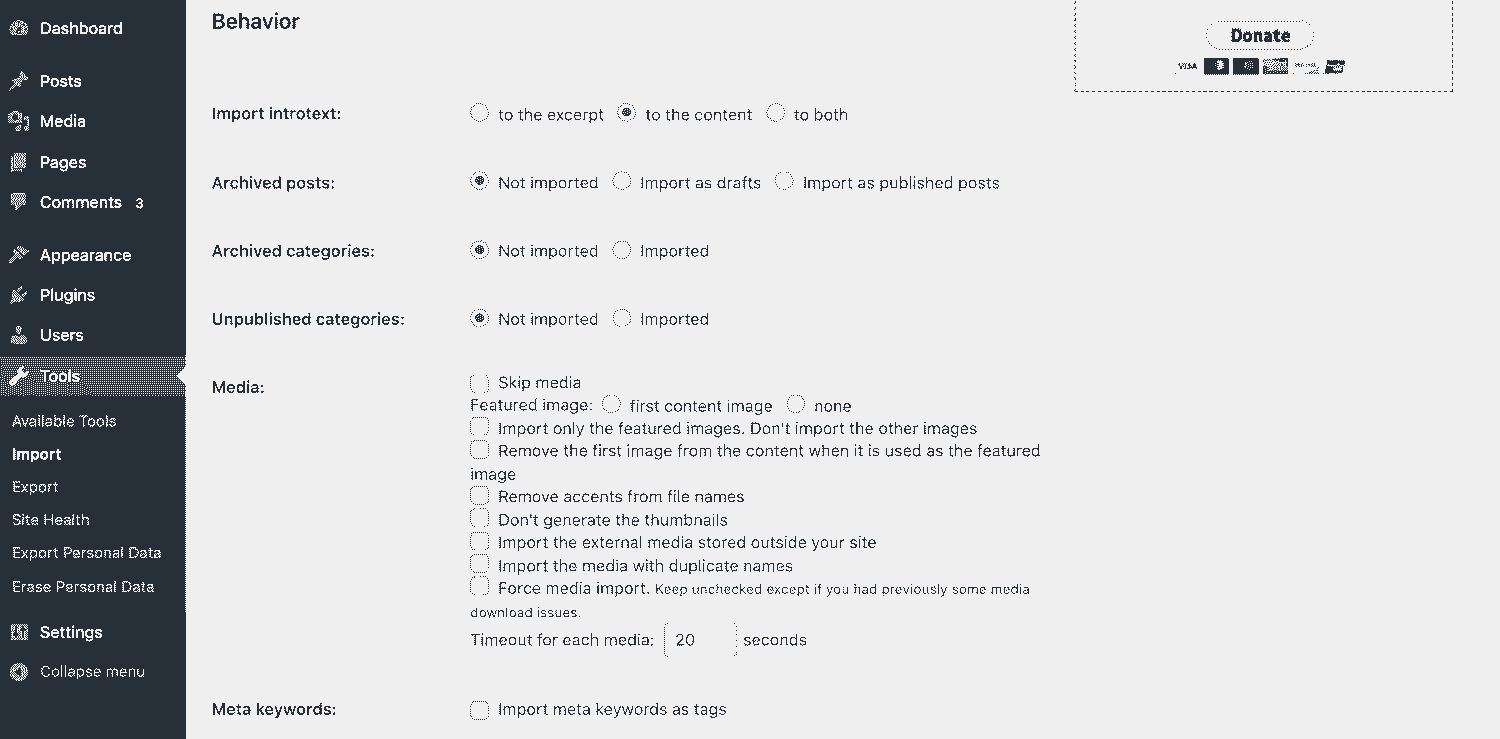 Dashboard
Posts
Media
Pages
Comments 3
Appearance
Plugins
Users
Tools
Available Tools
Import
Export
Site Health
Export Personal Data
Erase Personal Data
Settings
Collapse menu
Behavior
Donate
VISA
Import introtext: to the excerpt to the content to both
Archived posts: Not imported Import as drafts Import as published posts
Archived categories: Not imported Imported
Unpublished categories: Not imported Imported
Media: Skip media
Featured image: first content image none
Import only the featured images. Don't import the other images
Remove the first image from the content when it is used as the featured
image
Remove accents from file names
Don't generate the thumbnails
Import the external media stored outside your site
Import the media with duplicate names
Force media import. Keep unchecked except if you had previously some media
download issues.
Timeout for each media: 20 seconds
Meta keywords: Import meta keywords as tags